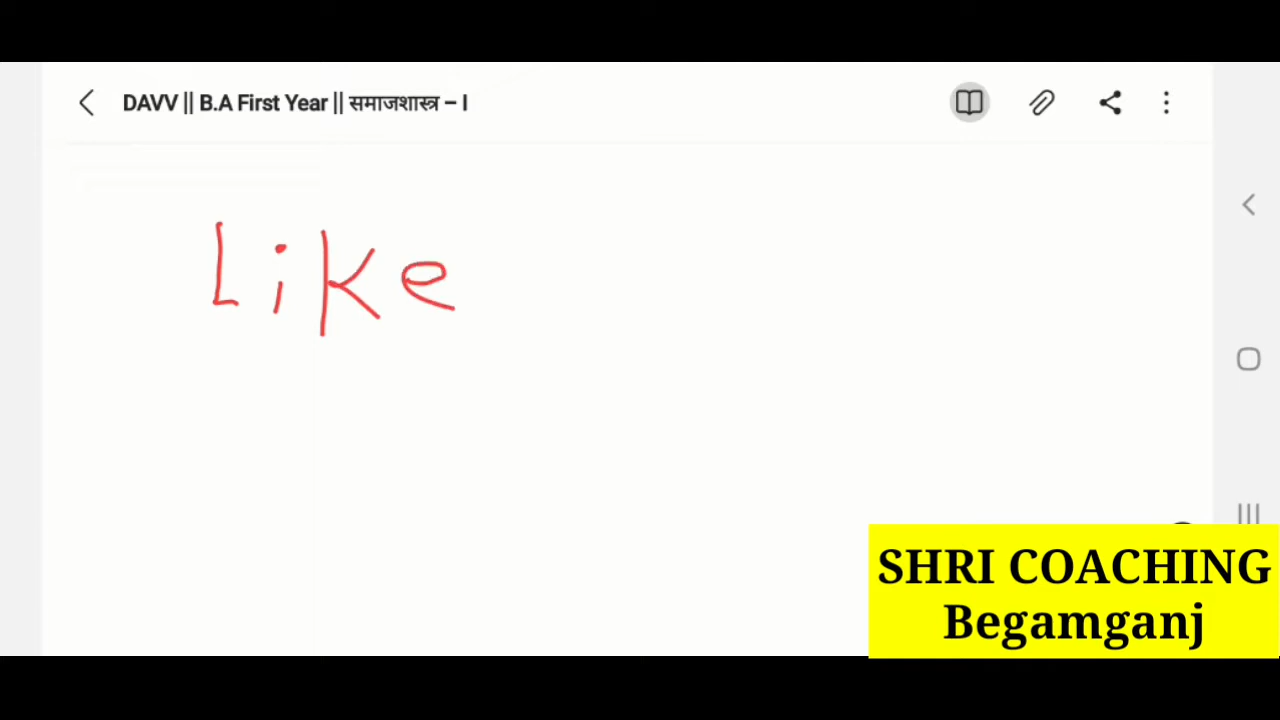 DAVV || B.A First Year || समाजशास्त्र – I
Like
SHRI COACHING
Begamganj